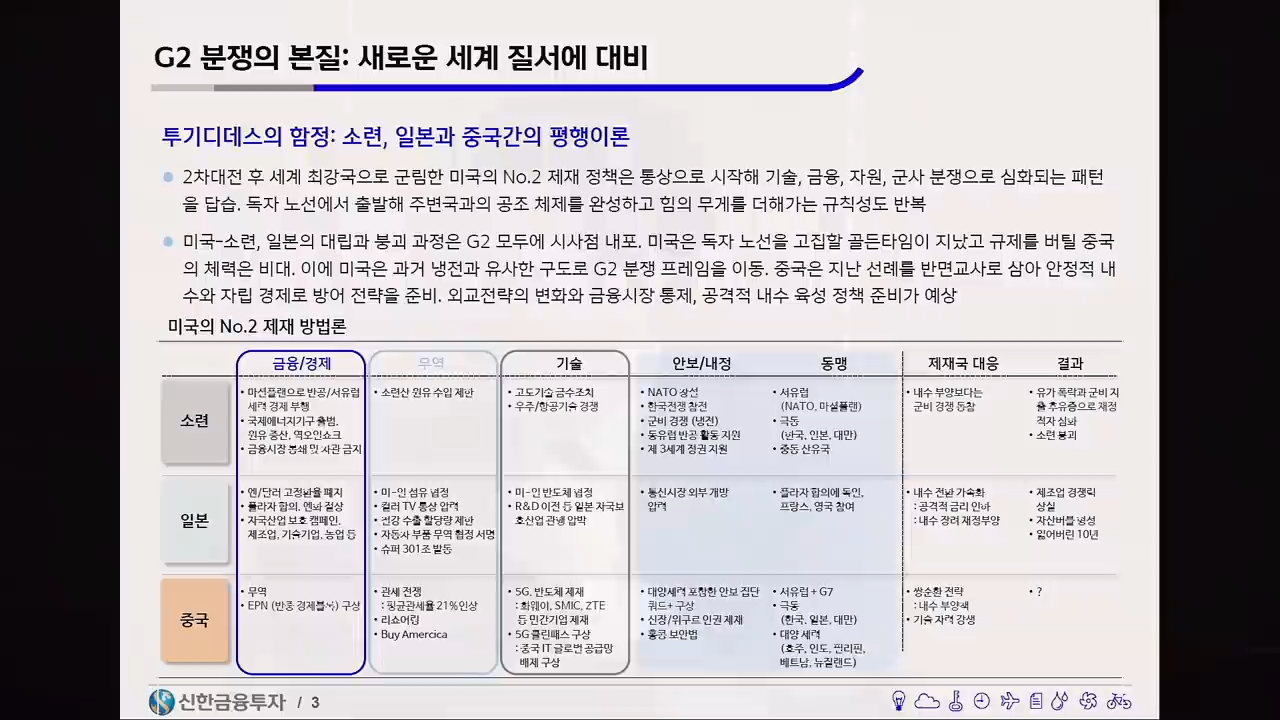 G2 분쟁의 본질: 새로운 세계 질서에 대비
투기디데스의 함정: 소련, 일본과 중국간의 평행이론
2차대전 후 세계 최강국으로 군림한 미국의 No.2 제재 정책은 통상으로 시작해 기술, 금융, 자원, 군사 분쟁으로 심화되는 패턴
을 답습. 독자 노선에서 출발해 주변국과의 공조 체제를 완성하고 힘의 무게를 더해가는 규칙성도 반복
미국-소련, 일본의 대립과 붕괴 과정은 G2 모두에 시사점 내포. 미국은 독자 노선을 고집할 골든타임이 지났고 규제를 버틸 중국
의 체력은 비대. 이에 미국은 과거 냉전과 유사한 구도로 G2 분쟁 프레임을 이동. 중국은 지난 선례를 반면교사로 삼아 안정적 내
수와 자립 경제로 방어 전략을 준비. 외교전략의 변화와 금융시장 통제, 공격적 내수 육성 정책 준비가 예상
미국의 No.2 제재 방법론
금융/경제 무역 기술 안보/내정 동맹 제재국 대응 결과
소련
• 마셜플랜으로 반공/서유럽
세력 경제 부행
• 국제에너지기구 출범,
원유 증산, 역오인쇼크
• 금융시장 봉쇄 및 차관 금지
• 소련산 원유 수입 제한
• 고도기술 금수조치
• 우주/항공기술 경쟁
• NATO 창설
• 한국전쟁 참전
• 군비 경쟁 (냉전)
• 동유럽 반공 활동 지원
• 제 3세계 정권 지원
• 서유럽
(NATO, 마셜플랜)
• 극동
(한국, 일본, 대만)
• 중동 산유국
• 내수 부양보다는
군비 경쟁 동참
• 유가 폭락과 군비 지
출 후유증으로 재정
적자 심화
• 소련 붕괴
일본
• 엔/달러 고정환율 폐지
• 플라자 합의, 엔화 절상
• 자국산업 보호 캠페인,
제조업, 기술기업, 농업 등
• 미-일 섬유 협정
• 컬러 TV 통상 압력
• 철강 수출 할당량 제한
• 자동차 부품 무역 협정 서명
• 슈퍼 301조 발동
• 미-일 반도체 협정
• R&D 이전 등 일본 자국보
호산업 관행 압박
• 통신시장 외부 개방
압력
• 플라자 합의에 독일,
프랑스, 영국 참여
• 내수 전환 가속화
: 공격적 금리 인하
: 내수 장려 재정부양
• 제조업 경쟁력
상실
• 자산버블 형성
• 잃어버린 10년
중국
• 무역
• EPN (반중 경제블록) 구상
• 관세 전쟁
: 평균관세율 21%인상
• 리쇼어링
• Buy Amercica
• 5G, 반도체 제재
: 화웨이, SMIC, ZTE
등 민간기업 제재
• 5G 클린패스 구상
: 중국 IT 글로벌 공급망
배제 구상
• 대양세력 포함한 안보 집단
쿼드+ 구상
• 신장/위구르 인권 제재
• 홍콩 보안법
• 서유럽 + G7
• 극동
(한국, 일본, 대만)
• 대양 세력
(호주, 인도, 필리핀,
베트남, 뉴질랜드)
• 쌍순환 전략
: 내수 부양책
• 기술 자력 갱생
• ?
신한금융투자 / 3